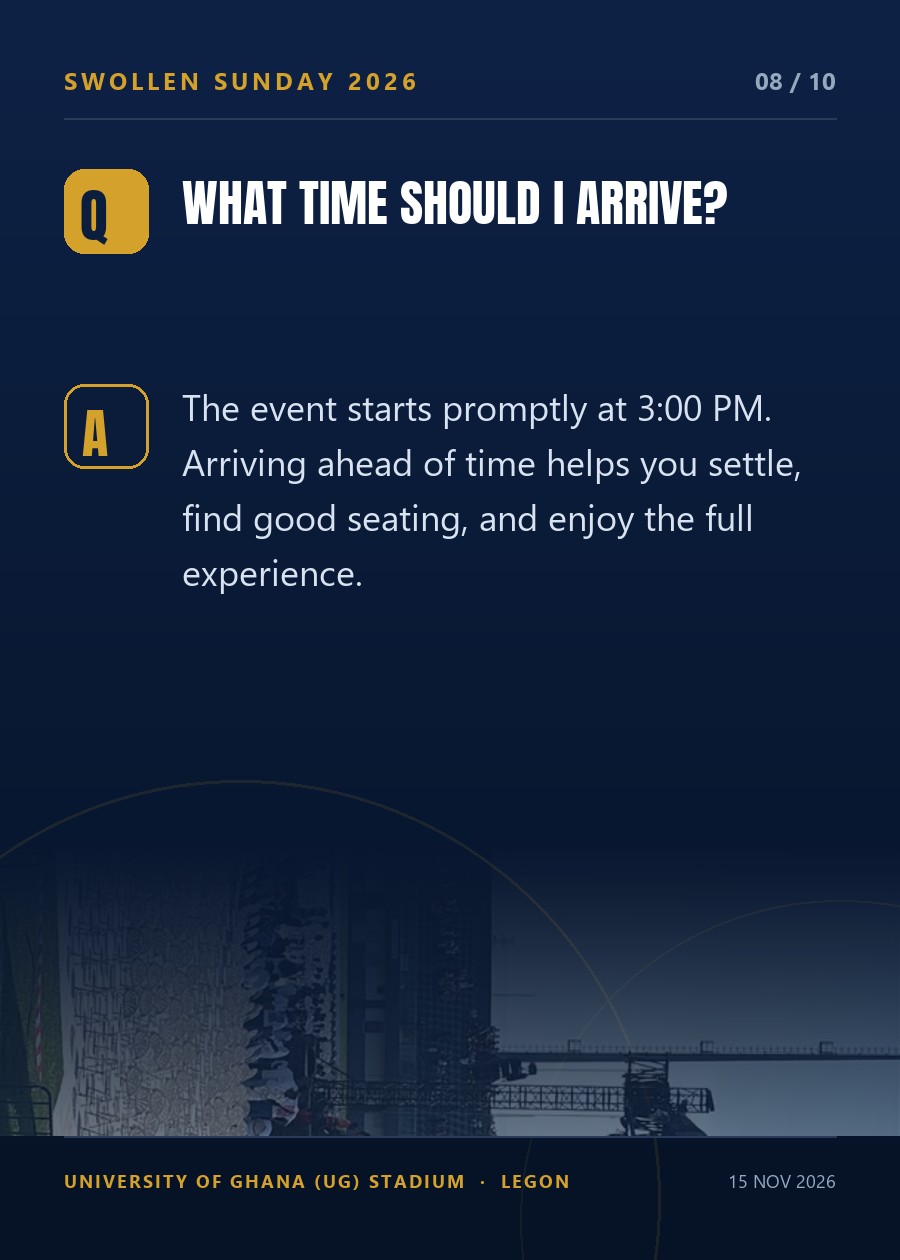 SWOLLEN SUNDAY 2026
08 / 10
Q
WHAT TIME SHOULD I ARRIVE?
A
The event starts promptly at 3:00 PM.
Arriving ahead of time helps you settle,
find good seating, and enjoy the full
experience.
UNIVERSITY OF GHANA (UG) STADIUM · LEGON
15 NOV 2026